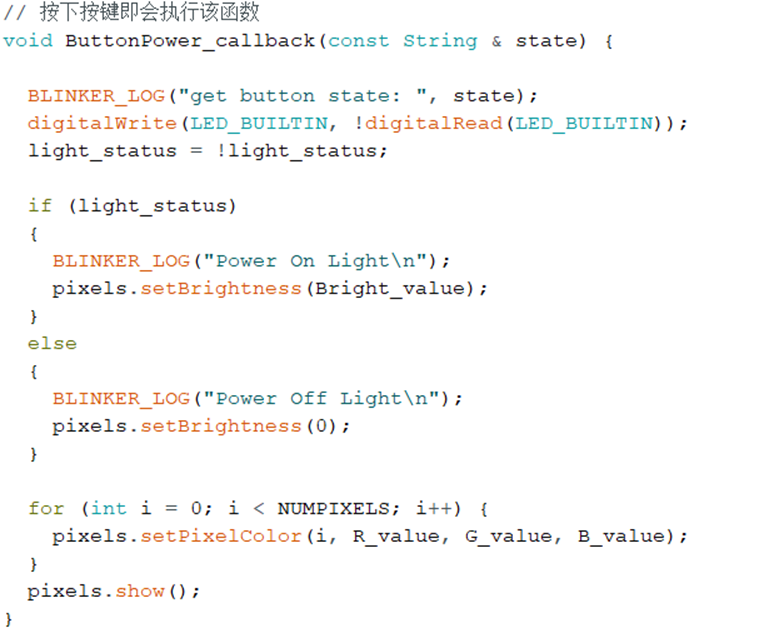 // 按下按键即会执行该函数
void ButtonPower_callback(const String & state) {
BLINKER_LOG("get button state: ", state);
digitalWrite(LED_BUILTIN, !digitalRead(LED_BUILTIN));
light_status = !light_status;
if (light_status)
{
BLINKER_LOG("Power On Light\n");
pixels.setBrightness(Bright_value);
}
else
{
BLINKER_LOG("Power Off Light\n");
pixels.setBrightness(0);
}
for (int i = 0; i < NUMPIXELS; i++) {
pixels.setPixelColor(i, R_value, G_value, B_value);
}
pixels.show();
}